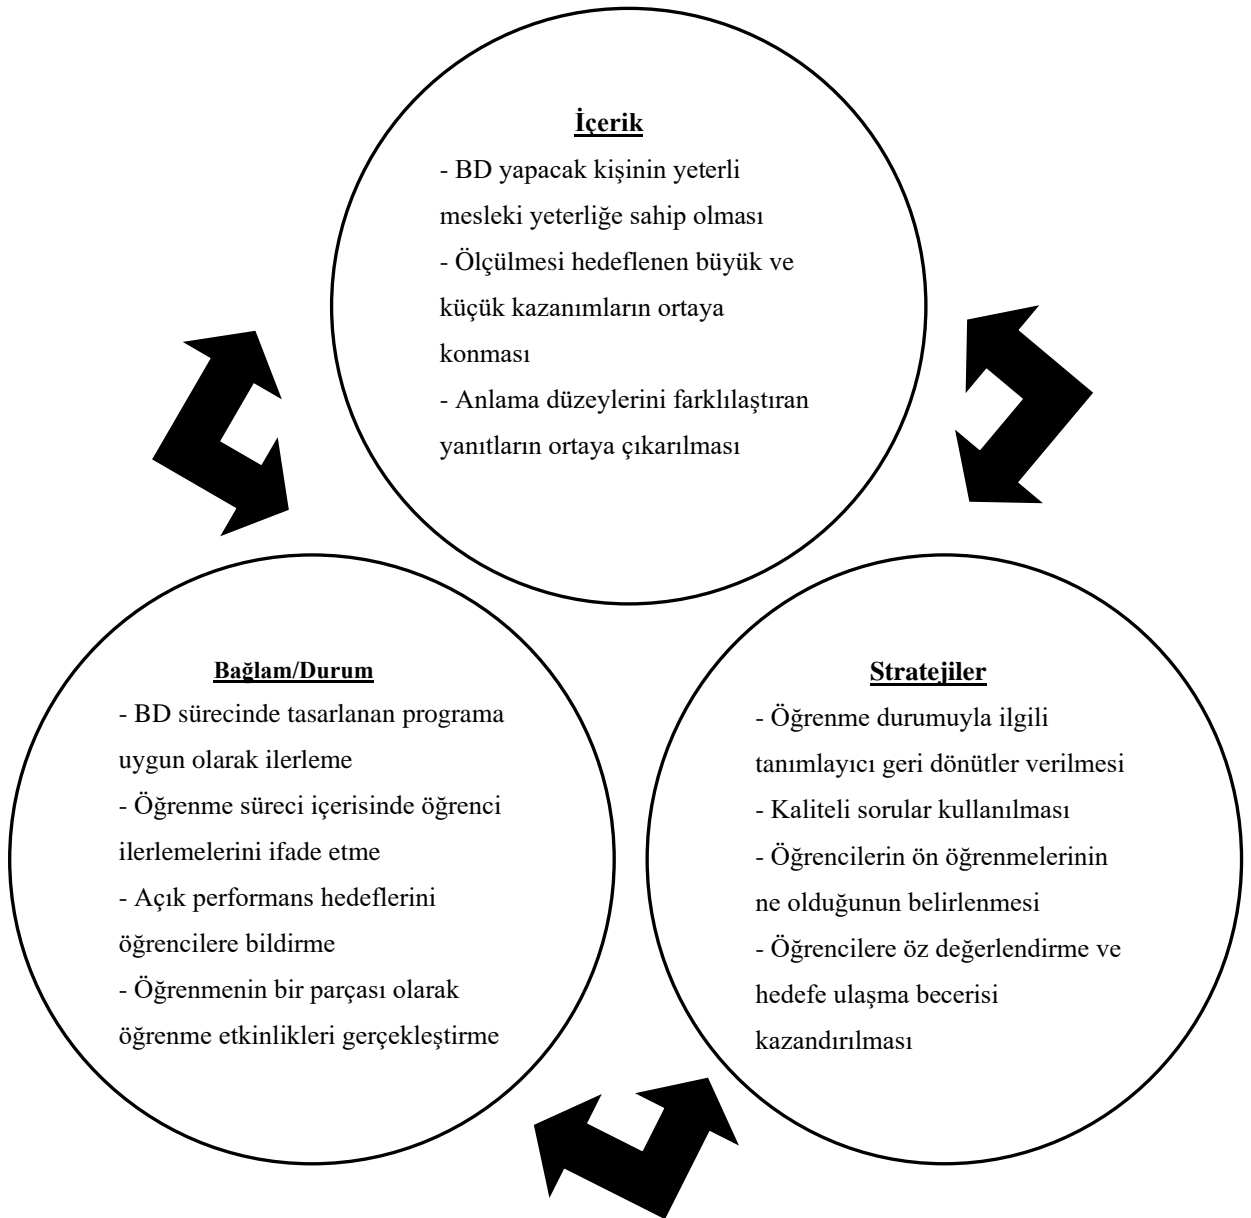 İçerik
- BD yapacak kişinin yeterli
mesleki yeterliğe sahip olması
- Ölçülmesi hedeflenen büyük ve
küçük kazanımların ortaya
konması
- Anlama düzeylerini farklılaştıran
yanıtların ortaya çıkarılması
Bağlam/Durum
- BD sürecinde tasarlanan programa
uygun olarak ilerleme
- Öğrenme süreci içerisinde öğrenci
ilerlemelerini ifade etme
- Açık performans hedeflerini
öğrencilere bildirme
- Öğrenmenin bir parçası olarak
öğrenme etkinlikleri gerçekleştirme
Stratejiler
- Öğrenme durumuyla ilgili
tanımlayıcı geri dönütler verilmesi
- Kaliteli sorular kullanılması
- Öğrencilerin ön öğrenmelerinin
ne olduğunun belirlenmesi
- Öğrencilere öz değerlendirme ve
hedefe ulaşma becerisi
kazandırılması